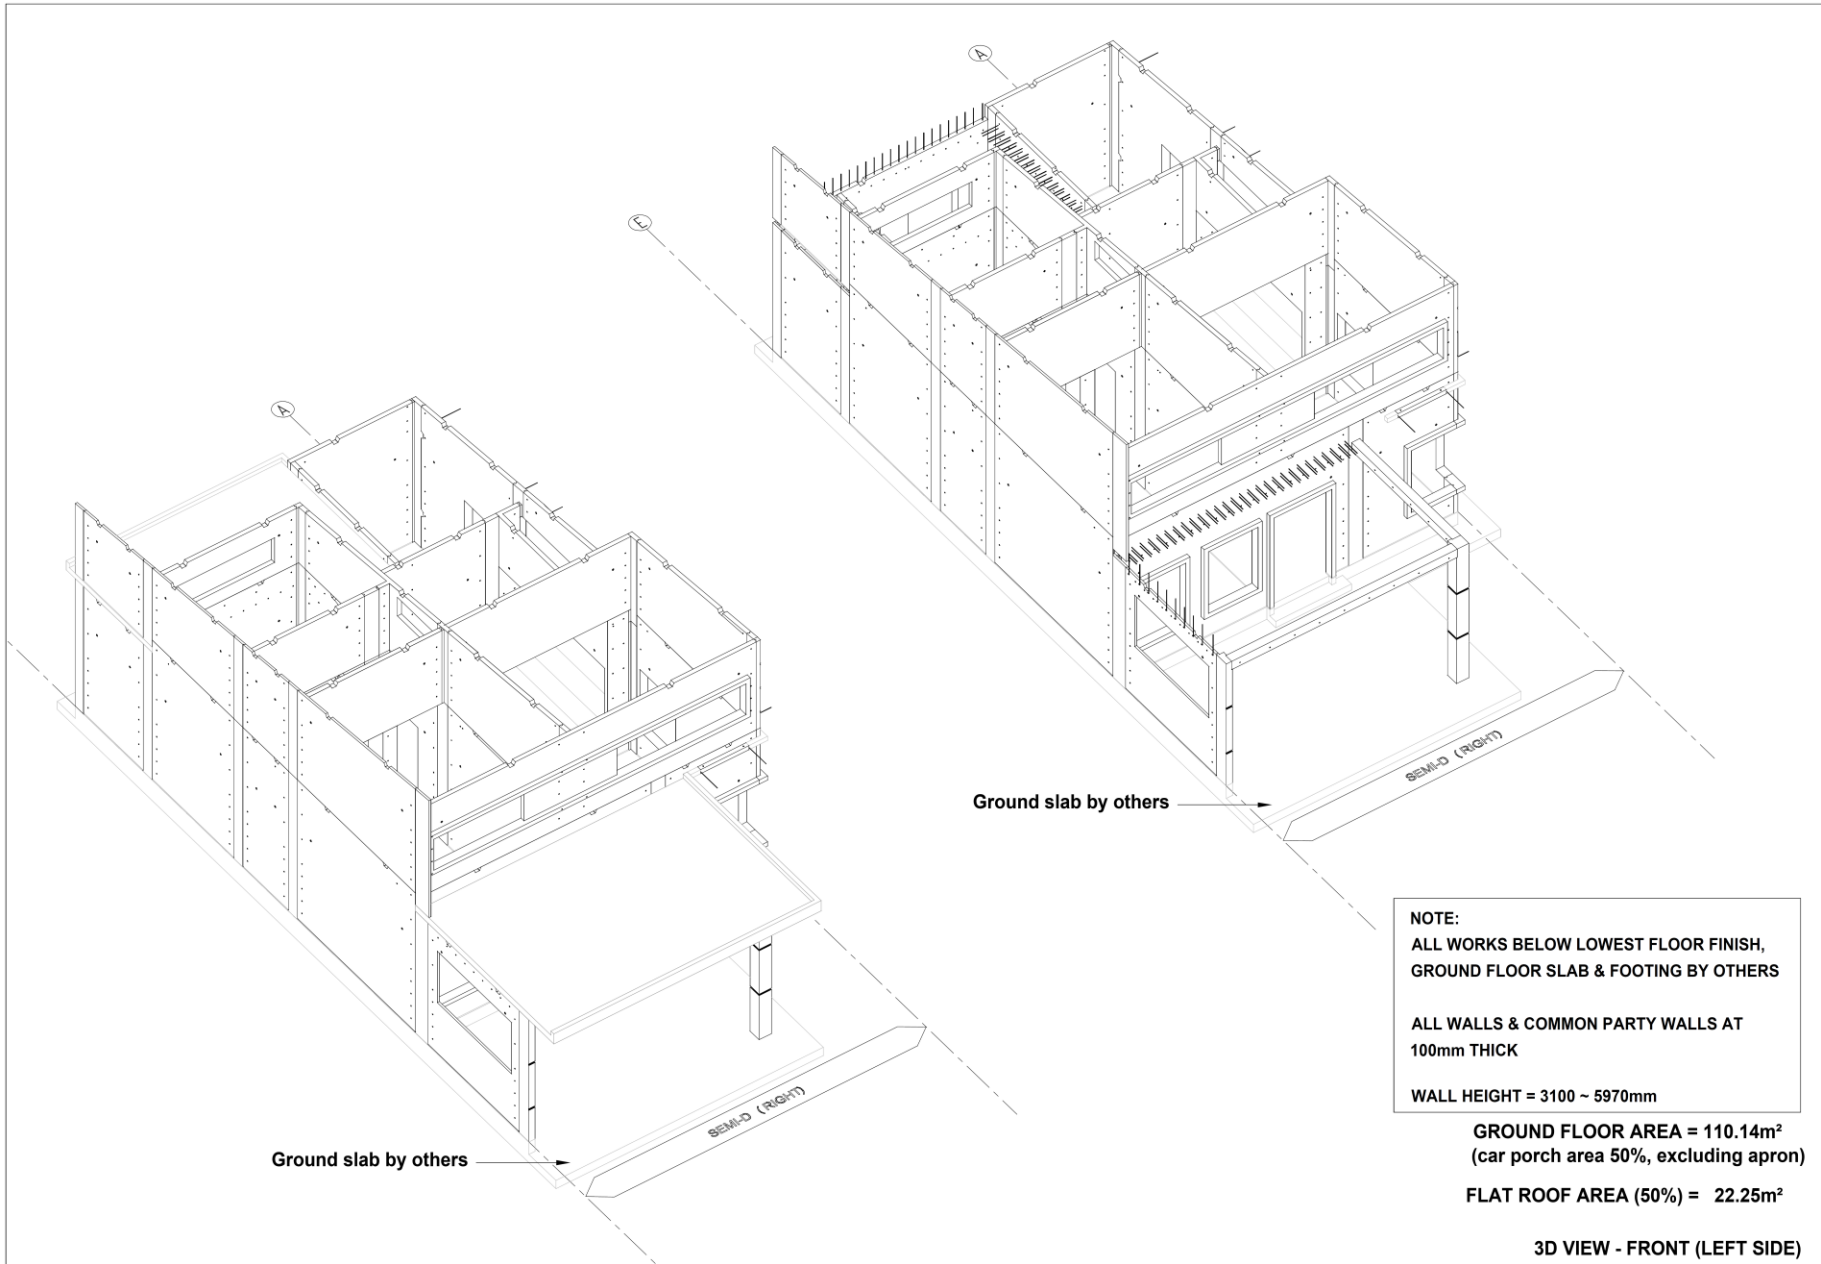 A
E
A
SEMI-D (RIGHT)
Ground slab by others
SEMI-D (RIGHT)
Ground slab by others
NOTE:
ALL WORKS BELOW LOWEST FLOOR FINISH,
GROUND FLOOR SLAB & FOOTING BY OTHERS
ALL WALLS & COMMON PARTY WALLS AT
100mm THICK
WALL HEIGHT = 3100 ~ 5970mm
GROUND FLOOR AREA = 110.14m²
(car porch area 50%, excluding apron)
FLAT ROOF AREA (50%) = 22.25m²
3D VIEW - FRONT (LEFT SIDE)